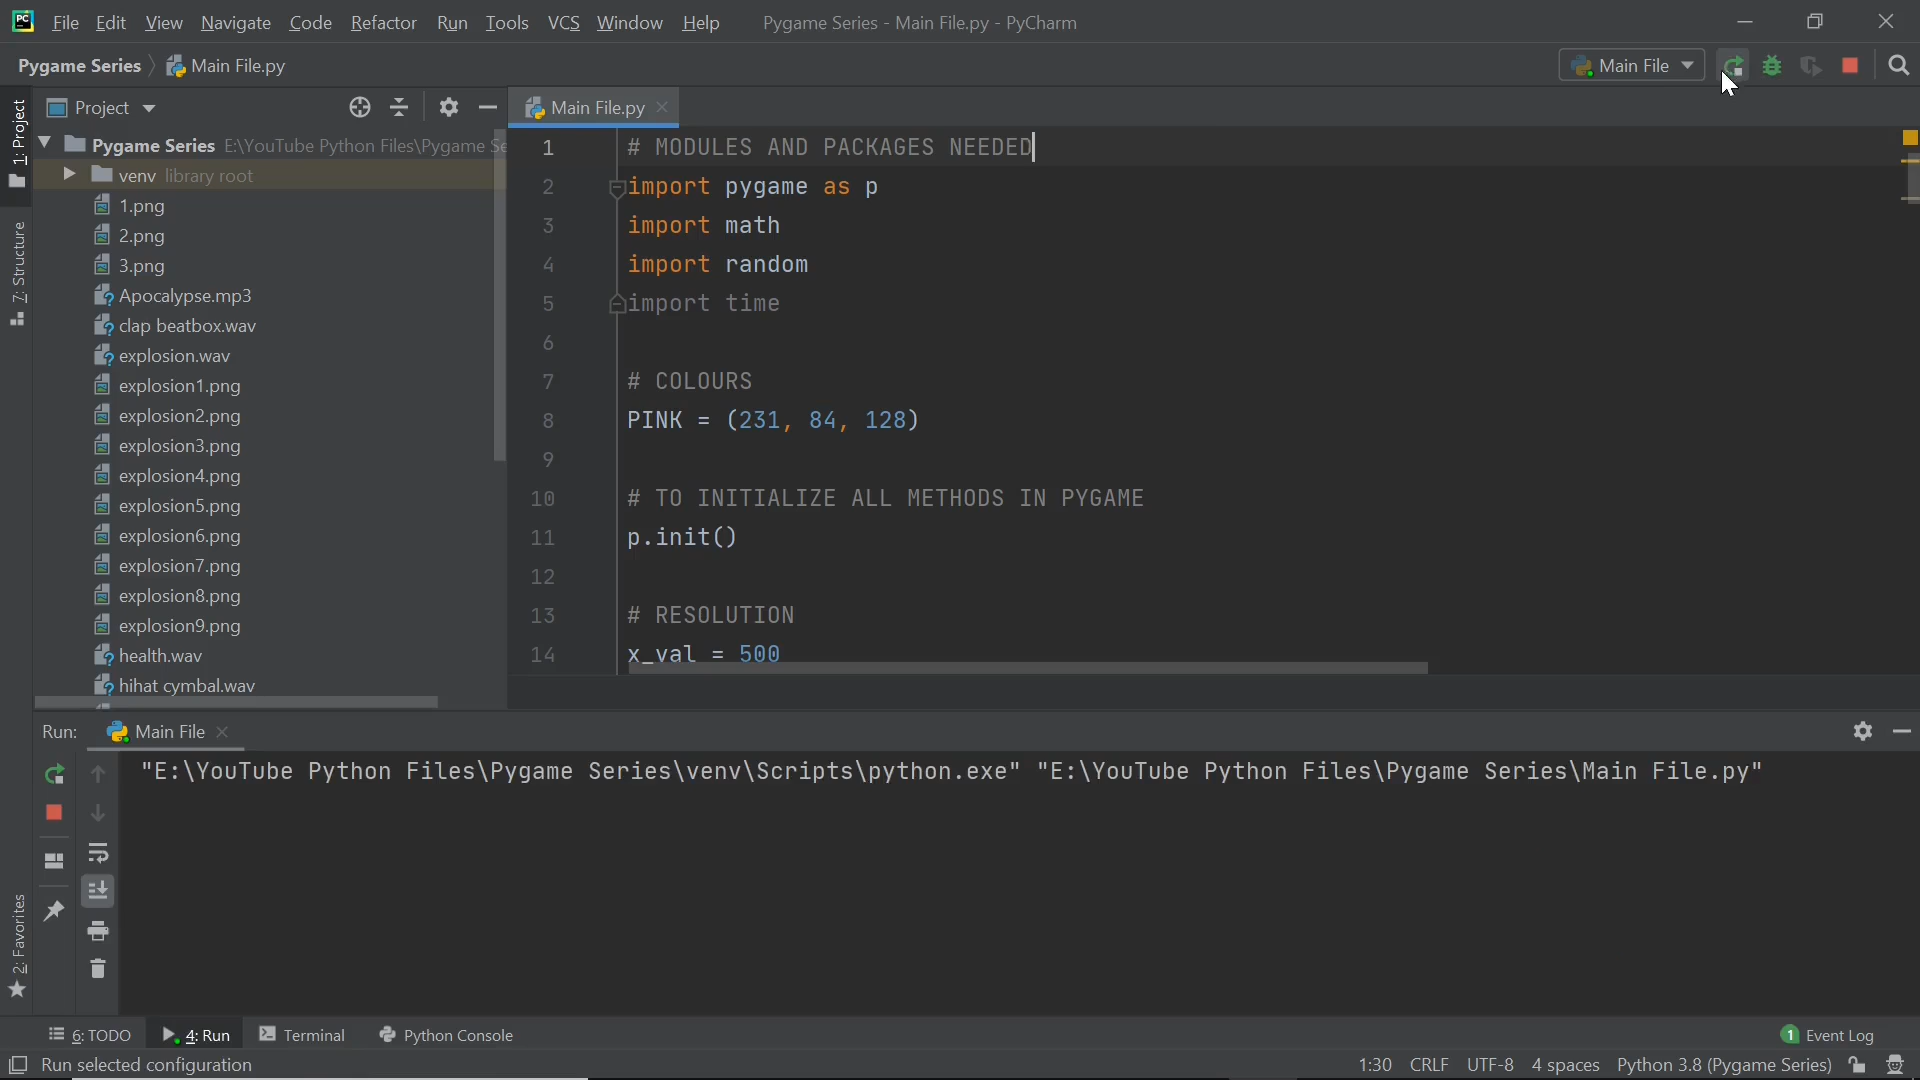 PC File Edit View Navigate Code Refactor Run Tools VCS Window Help Pygame Series - Main File.py - PyCharm
Pygame Series Main File.py Main File
1: Project
7: Structure
2: Favorites
Project
Pygame Series E:\YouTube Python Files\Pygame Se
venv library root
1.png
2.png
3.png
Apocalypse.mp3
clap beatbox.wav
explosion.wav
explosion1.png
explosion2.png
explosion3.png
explosion4.png
explosion5.png
explosion6.png
explosion7.png
explosion8.png
explosion9.png
health.wav
hihat cymbal.wav
Main File.py
1 # MODULES AND PACKAGES NEEDED
2 import pygame as p
3 import math
4 import random
5 import time
6
7 # COLOURS
8 PINK = (231, 84, 128)
9
10 # TO INITIALIZE ALL METHODS IN PYGAME
11 p.init()
12
13 # RESOLUTION
14 x_val = 500
Run: Main File
"E:\YouTube Python Files\Pygame Series\venv\Scripts\python.exe" "E:\YouTube Python Files\Pygame Series\Main File.py"
6: TODO 4: Run Terminal Python Console 1 Event Log
Run selected configuration 1:30 CRLF UTF-8 4 spaces Python 3.8 (Pygame Series)